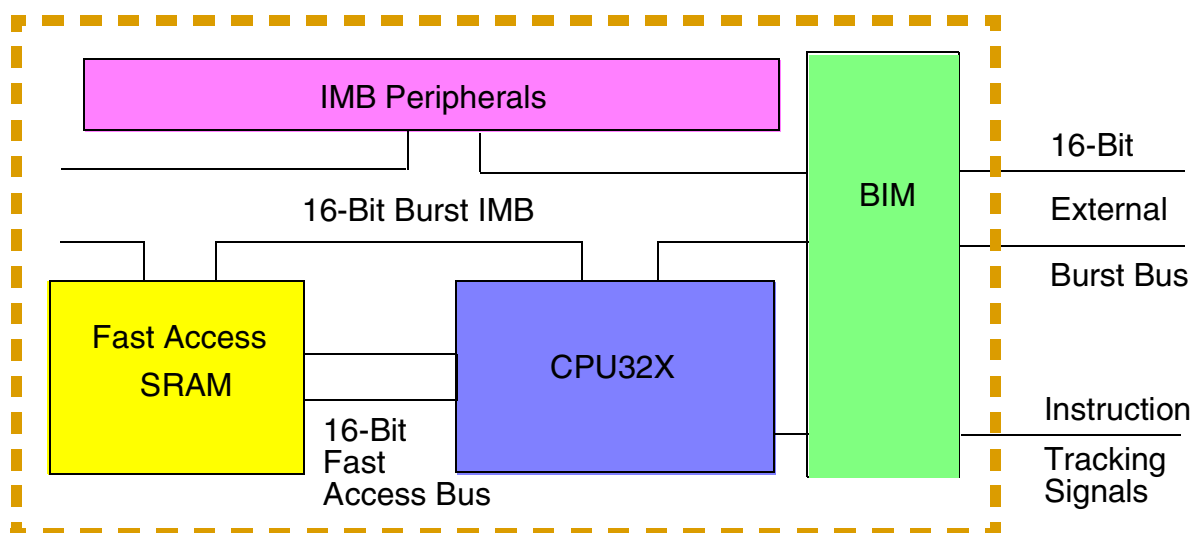 IMB Peripherals
16-Bit
BIM
External
16-Bit Burst IMB
Burst Bus
Fast Access
SRAM
CPU32X
16-Bit
Fast
Access Bus
Instruction
Tracking
Signals